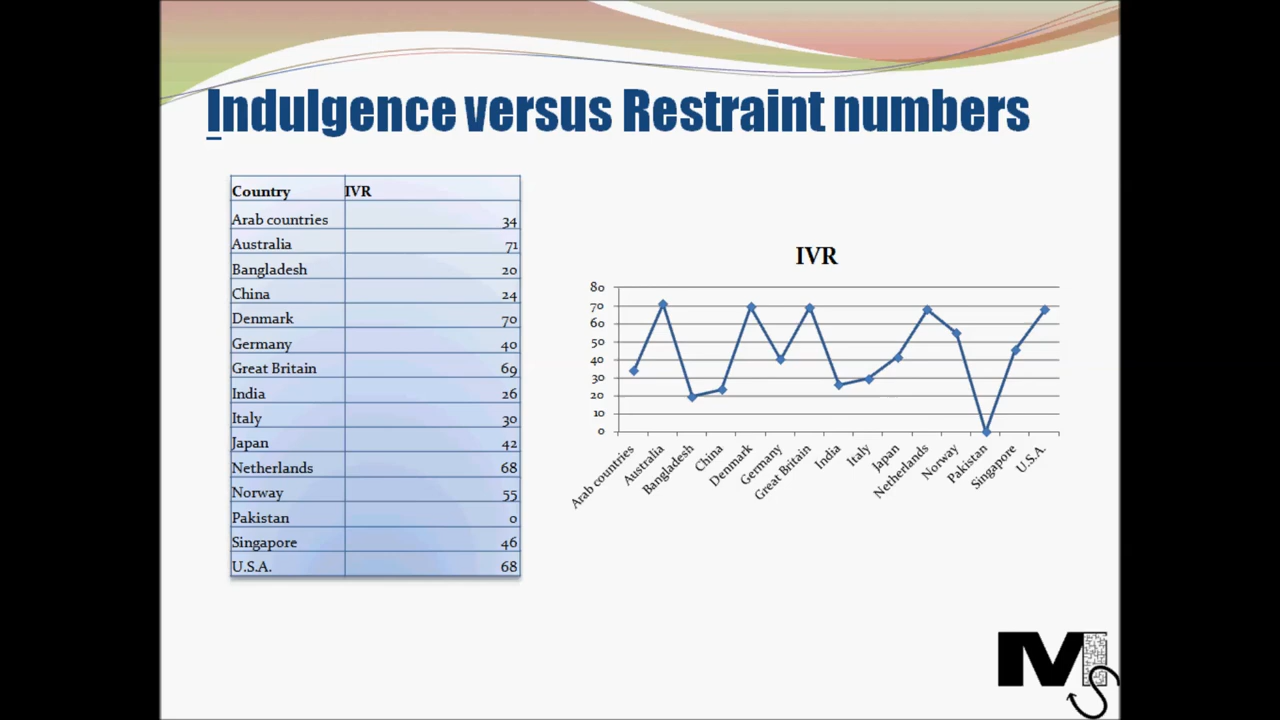 Indulgence versus Restraint numbers
Country IVR
Arab countries 34
Australia 71
Bangladesh 20
China 24
Denmark 70
Germany 40
Great Britain 69
India 26
Italy 30
Japan 42
Netherlands 68
Norway 55
Pakistan 0
Singapore 46
U.S.A. 68
IVR
80
70
60
50
40
30
20
10
0
Arab countries
Australia
Bangladesh
China
Denmark
Germany
Great Britain
India
Italy
Japan
Netherlands
Norway
Pakistan
Singapore
U.S.A.